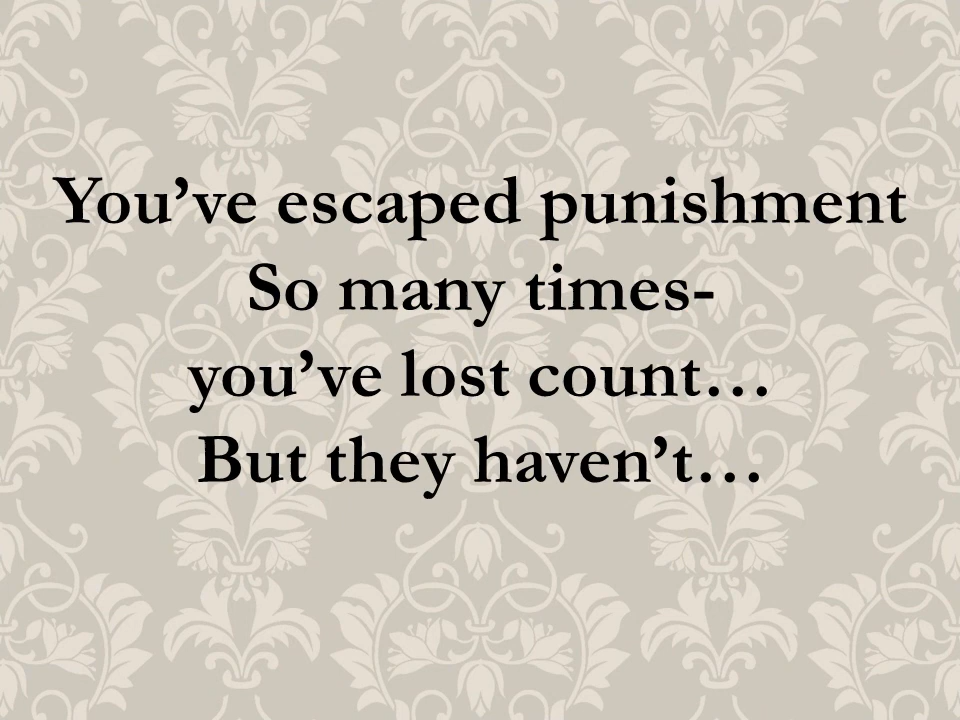 You’ve escaped punishment
So many times-
you’ve lost count…
But they haven’t…